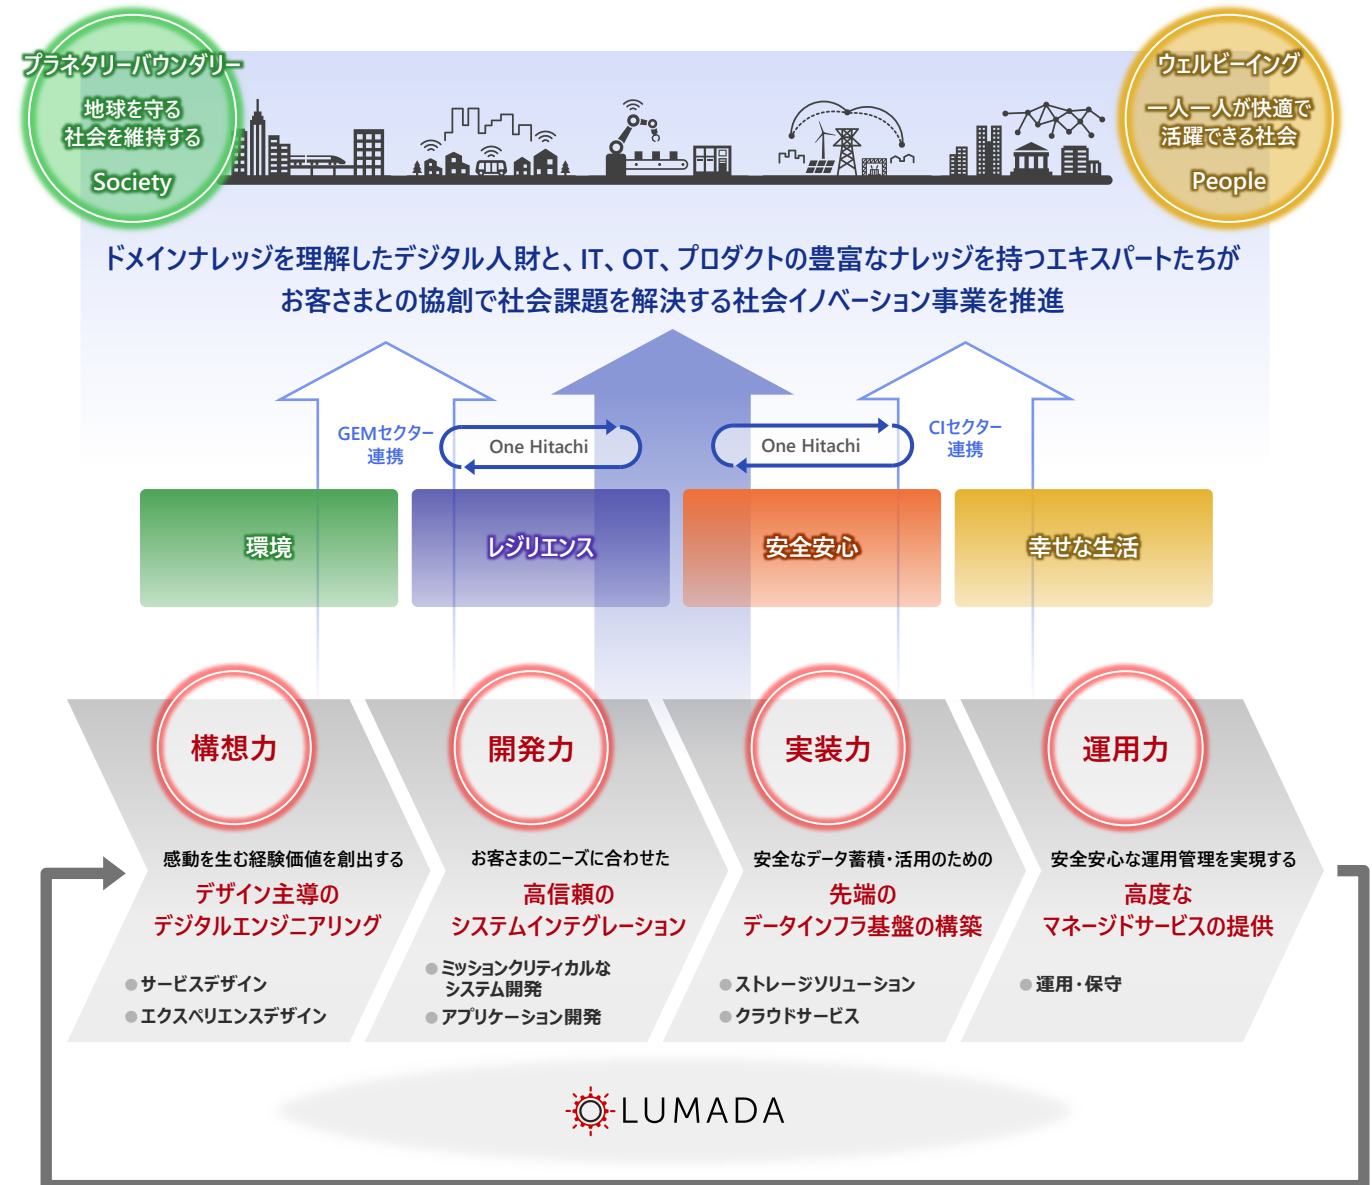 プラネタリーバウンダリー
地球を守る
社会を維持する
Society
ウェルビーイング
一人一人が快適で
活躍できる社会
People
ドメインナレッジを理解したデジタル人財と、IT、OT、プロダクトの豊富なナレッジを持つエキスパートたちが
お客さまとの協創で社会課題を解決する社会イノベーション事業を推進
GEMセクター
連携
One Hitachi
One Hitachi
CIセクター
連携
環境
レジリエンス
安全安心
幸せな生活
構想力
感動を生む経験価値を創出する
デザイン主導の
デジタルエンジニアリング
●サービスデザイン
●エクスペリエンスデザイン
開発力
お客さまのニーズに合わせた
高信頼の
システムインテグレーション
●ミッションクリティカルな
システム開発
●アプリケーション開発
実装力
安全なデータ蓄積・活用のための
先端の
データインフラ基盤の構築
●ストレージソリューション
●クラウドサービス
運用力
安全安心な運用管理を実現する
高度な
マネージドサービスの提供
●運用・保守
LUMADA